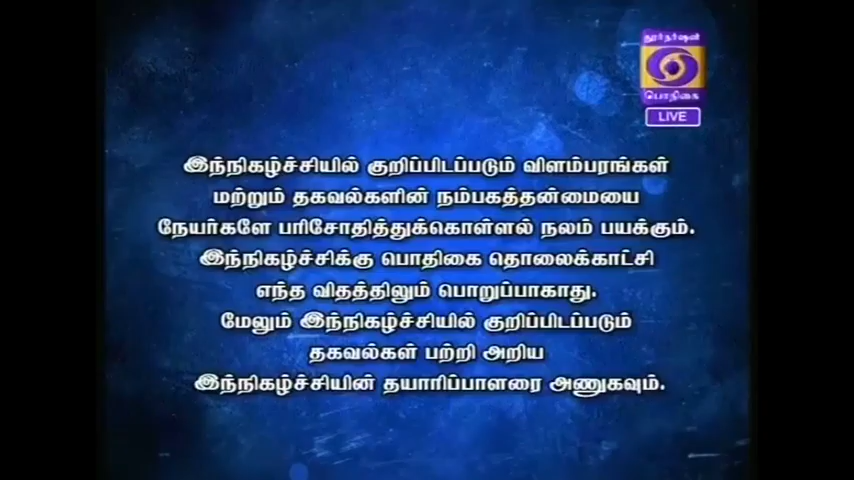 தூர்தர்ஷன்
பொதிகை
LIVE
இந்நிகழ்ச்சியில் குறிப்பிடப்படும் விளம்பரங்கள்
மற்றும் தகவல்களின் நம்பகத்தன்மையை
நேயர்களே பரிசோதித்துக்கொள்ளல் நலம் பயக்கும்.
இந்நிகழ்ச்சிக்கு பொதிகை தொலைக்காட்சி
எந்த விதத்திலும் பொறுப்பாகாது.
மேலும் இந்நிகழ்ச்சியில் குறிப்பிடப்படும்
தகவல்கள் பற்றி அறிய
இந்நிகழ்ச்சியின் தயாரிப்பாளரை அணுகவும்.